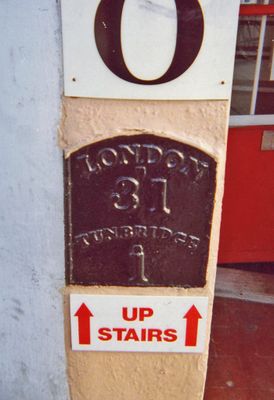 O
LONDON
31
TUNBRIDGE
1
UP
STAIRS